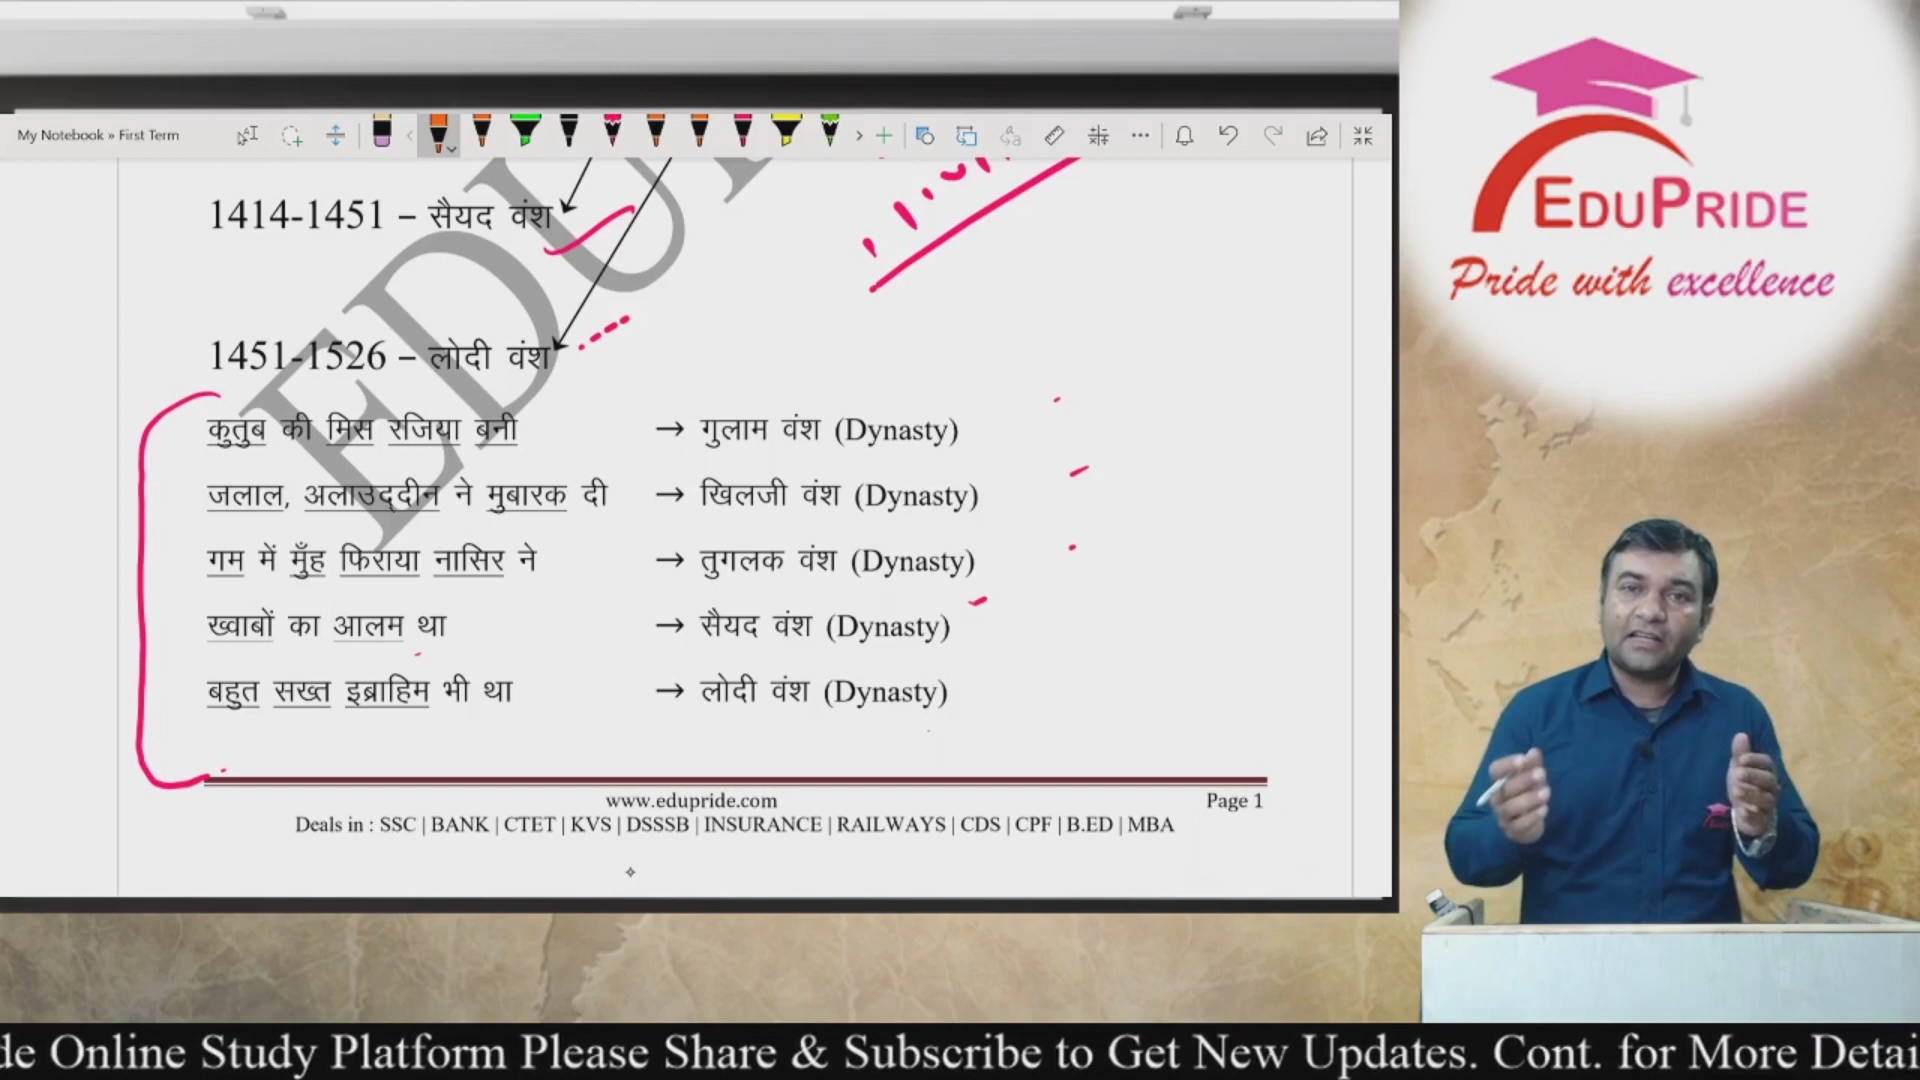 My Notebook » First Term
EDUPRIDE
Pride with excellence
1414-1451 – सैयद वंश
1451-1526 – लोदी वंश
कुतुब की मिस रजिया बनी → गुलाम वंश (Dynasty)
जलाल, अलाउद्दीन ने मुबारक दी → खिलजी वंश (Dynasty)
गम में मुँह फिराया नासिर ने → तुगलक वंश (Dynasty)
ख्वाबों का आलम था → सैयद वंश (Dynasty)
बहुत सख्त इब्राहिम भी था → लोदी वंश (Dynasty)
www.edupride.com Page 1
Deals in : SSC | BANK | CTET | KVS | DSSSB | INSURANCE | RAILWAYS | CDS | CPF | B.ED | MBA
de Online Study Platform Please Share & Subscribe to Get New Updates. Cont. for More Detai